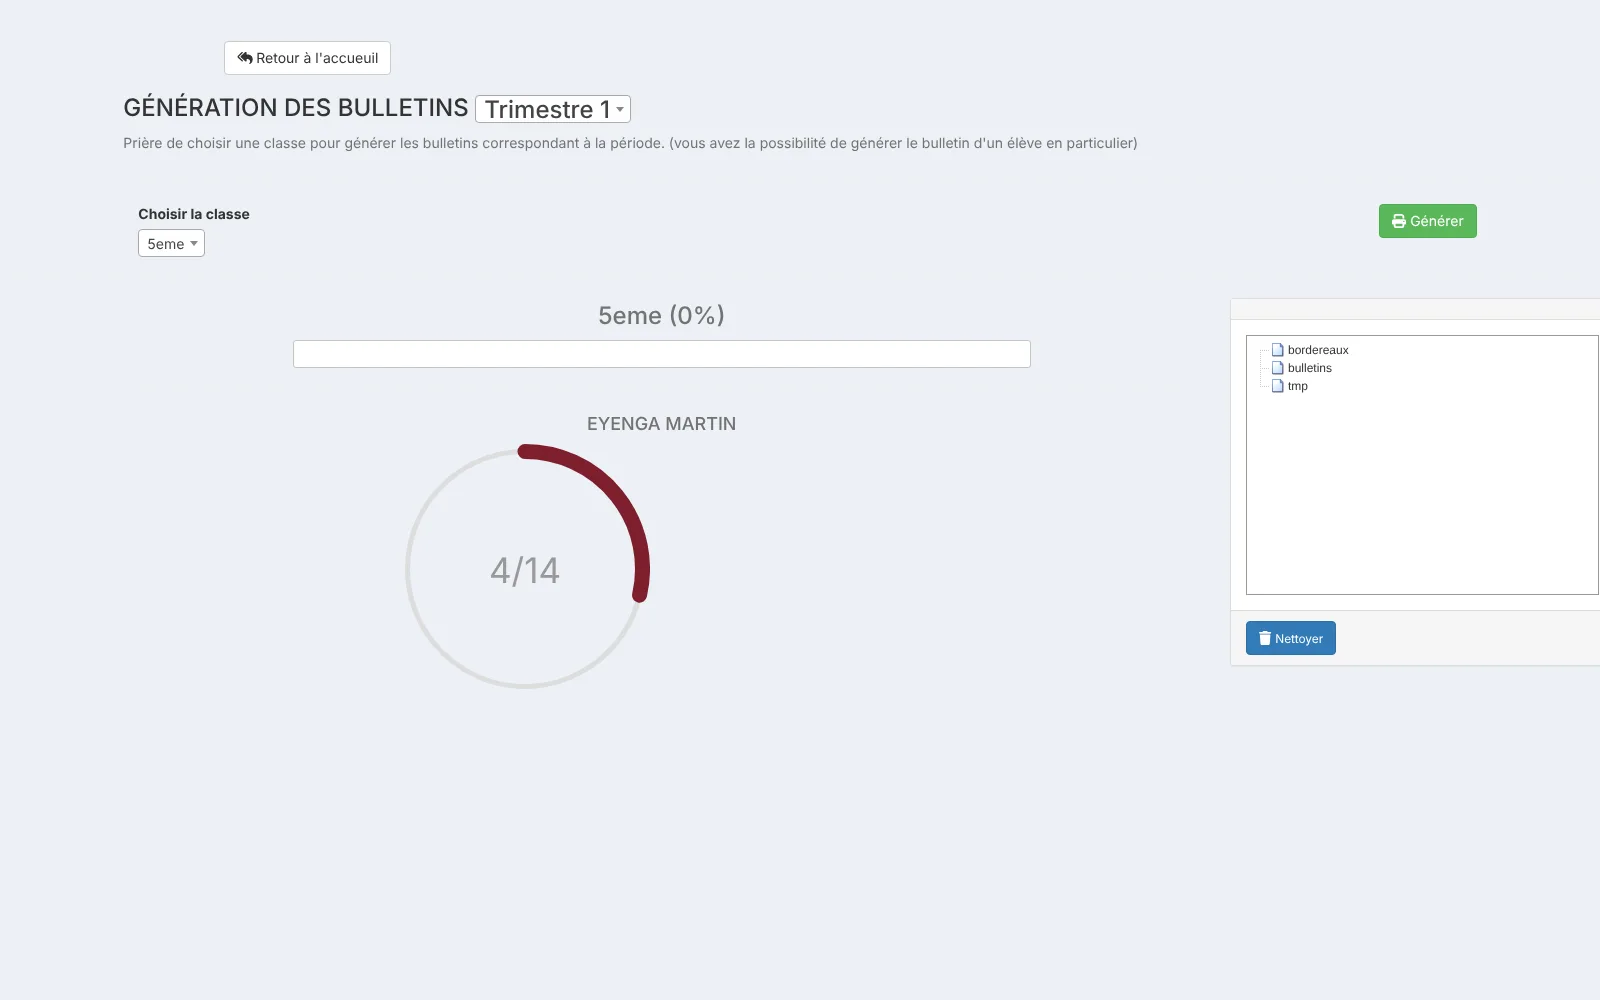 Retour à l'accueuil
GÉNÉRATION DES BULLETINS Trimestre 1
Prière de choisir une classe pour générer les bulletins correspondant à la période. (vous avez la possibilité de générer le bulletin d'un élève en particulier)
Choisir la classe
5eme
Générer
5eme (0%)
EYENGA MARTIN
4/14
bordereaux
bulletins
tmp
Nettoyer